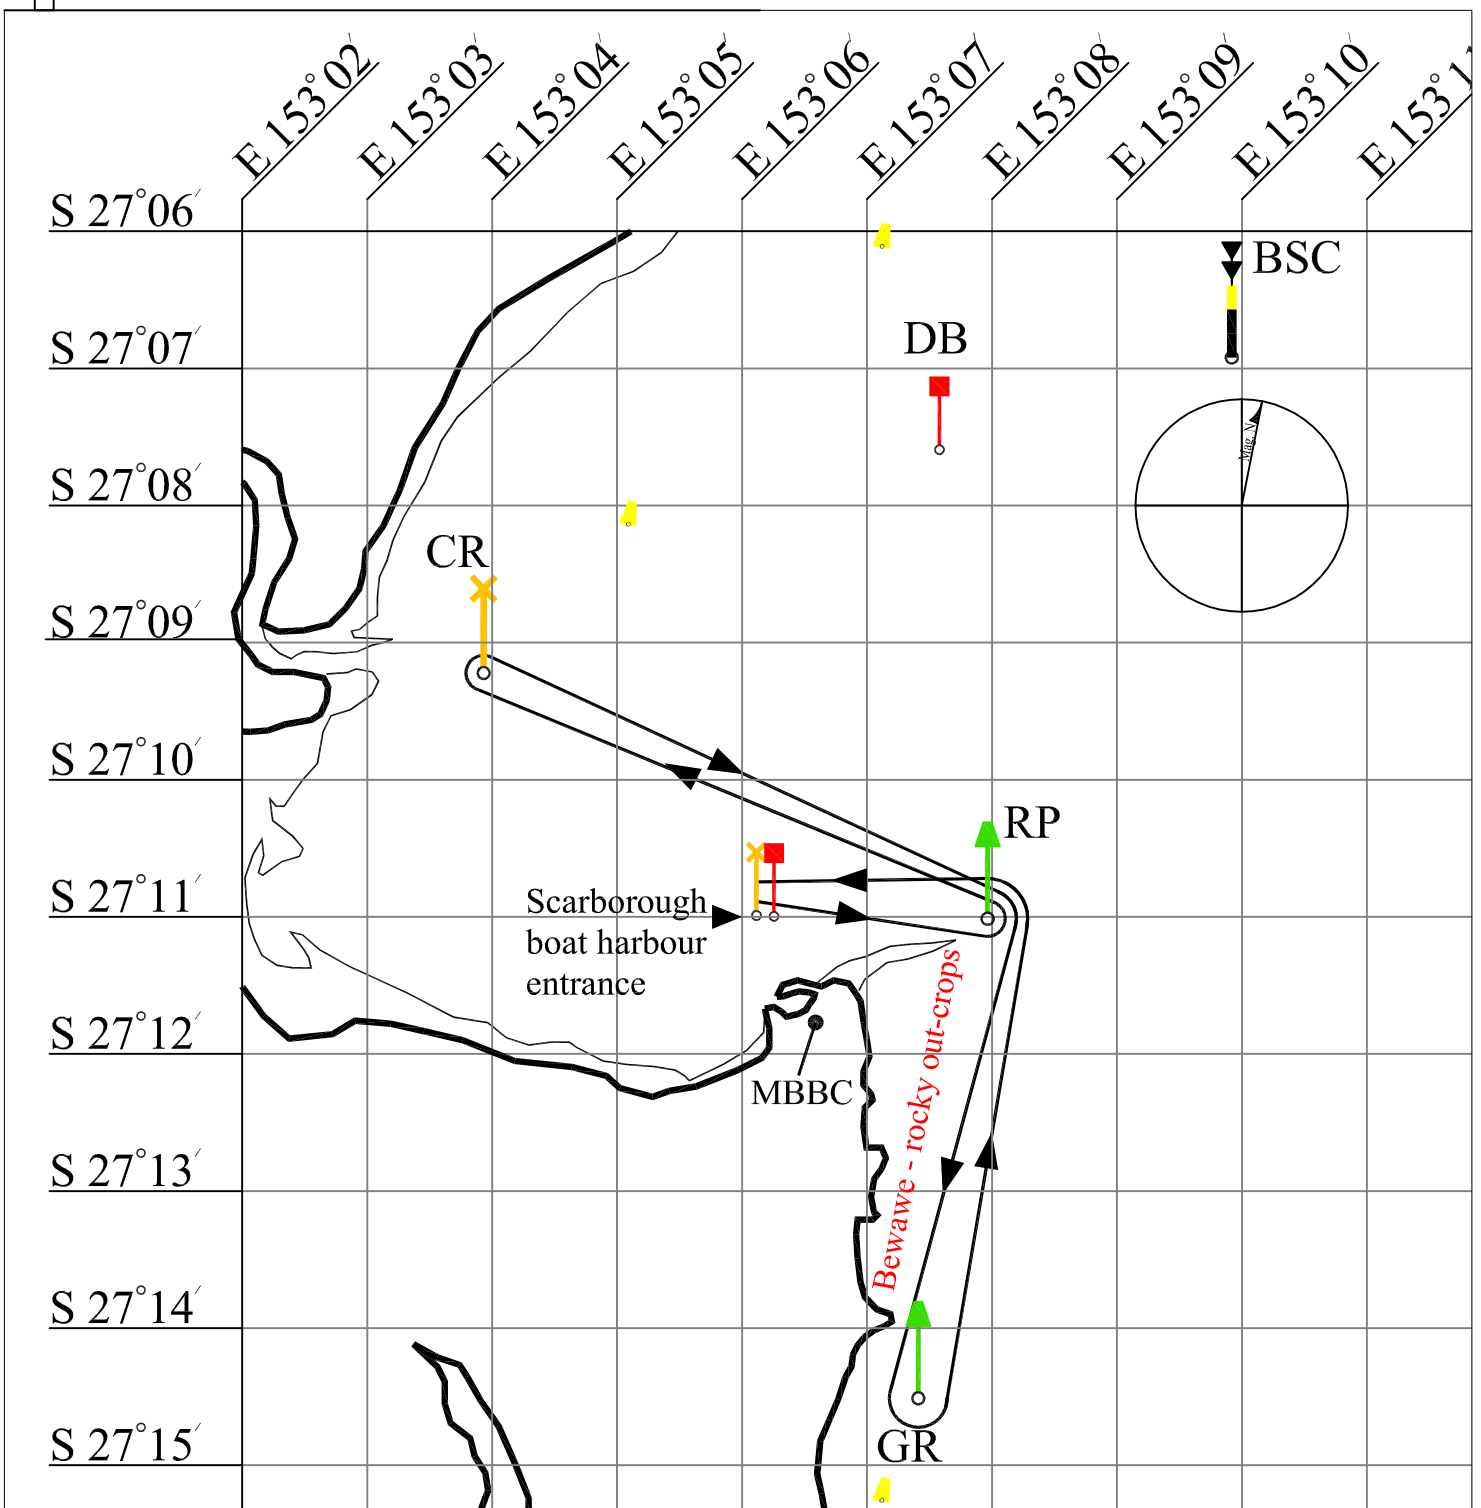 E 153°02′
E 153°03′
E 153°04′
E 153°05′
E 153°06′
E 153°07′
E 153°08′
E 153°09′
E 153°10′
S 27°06′
BSC
DB
S 27°07′
Mag. N
S 27°08′
CR
S 27°09′
S 27°10′
RP
S 27°11′
Scarborough
boat harbour
entrance
Bewawe - rocky out-crops
S 27°12′
MBBC
S 27°13′
S 27°14′
S 27°15′
GR